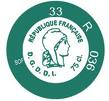 33
R
036
RÉPUBLIQUE FRANÇAISE
D.G.D.D.I.
75 cl.